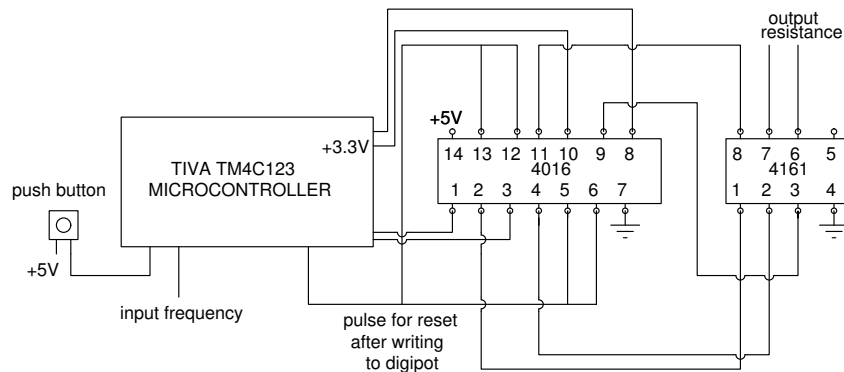 output
resistance
+5V
+3.3V
14 13 12 11 10 9 8
4016
1 2 3 4 5 6 7
8 7 6 5
4161
1 2 3 4
TIVA TM4C123
MICROCONTROLLER
push button
+5V
input frequency
pulse for reset
after writing
to digipot